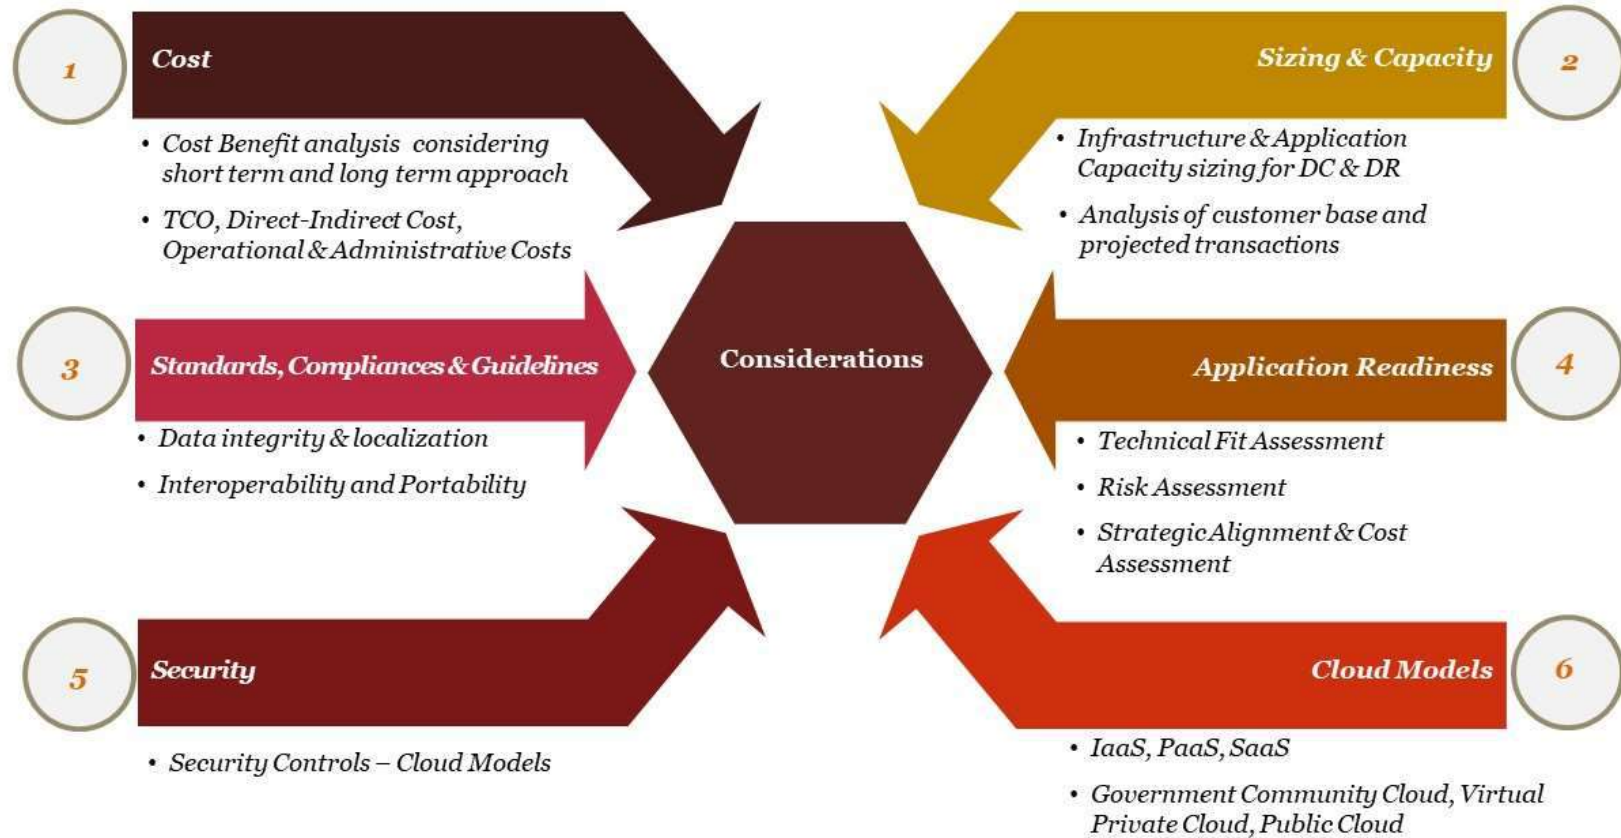 1
Cost
• Cost Benefit analysis considering
short term and long term approach
• TCO, Direct-Indirect Cost,
Operational & Administrative Costs
2
Sizing & Capacity
• Infrastructure & Application
Capacity sizing for DC & DR
• Analysis of customer base and
projected transactions
Considerations
3
Standards, Compliances & Guidelines
• Data integrity & localization
• Interoperability and Portability
4
Application Readiness
• Technical Fit Assessment
• Risk Assessment
• Strategic Alignment & Cost
Assessment
5
Security
• Security Controls – Cloud Models
6
Cloud Models
• IaaS, PaaS, SaaS
• Government Community Cloud, Virtual
Private Cloud, Public Cloud